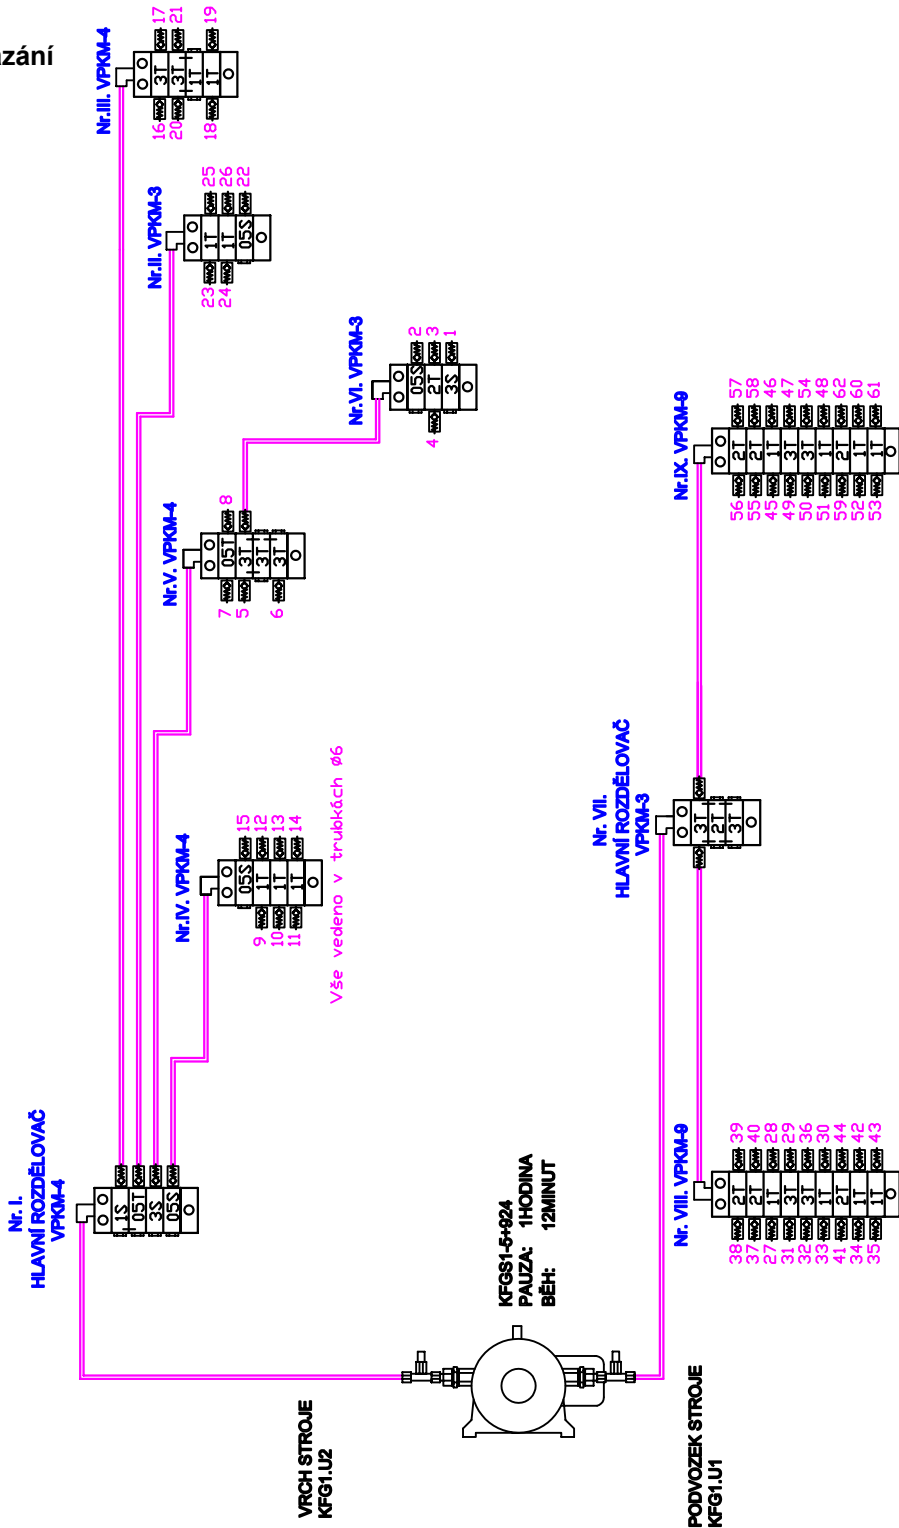 azání
Nr.III. VPKM-4
17
21
19
3T
3T
1T
1T
16
20
18
Nr.II. VPKM-3
25
26
22
1T
1T
05S
23
24
Nr.VI. VPKM-3
2
3
1
05S
2T
3S
4
Nr.V. VPKM-4
8
05T
3T
3T
3T
7
5
6
Nr.IV. VPKM-4
15
12
13
14
05S
1T
1T
1T
9
10
11
Vše vedeno v trubkách ø6
Nr. I.
HLAVNÍ ROZDĚLOVAČ
VPKM-4
1S
05T
3S
05S
Nr.IX. VPKM-9
57
58
46
47
54
48
62
60
61
2T
2T
1T
3T
3T
1T
2T
1T
1T
56
55
45
49
50
51
59
52
53
Nr. VII.
HLAVNÍ ROZDĚLOVAČ
VPKM-3
3T
2T
3T
Nr. VIII. VPKM-9
39
40
28
29
36
30
44
42
43
2T
2T
1T
3T
3T
1T
2T
1T
1T
38
37
27
31
32
33
41
34
35
KFGS1-5+924
PAUZA: 1HODINA
BĚH: 12MINUT
VRCH STROJE
KFG1.U2
PODVOZEK STROJE
KFG1.U1